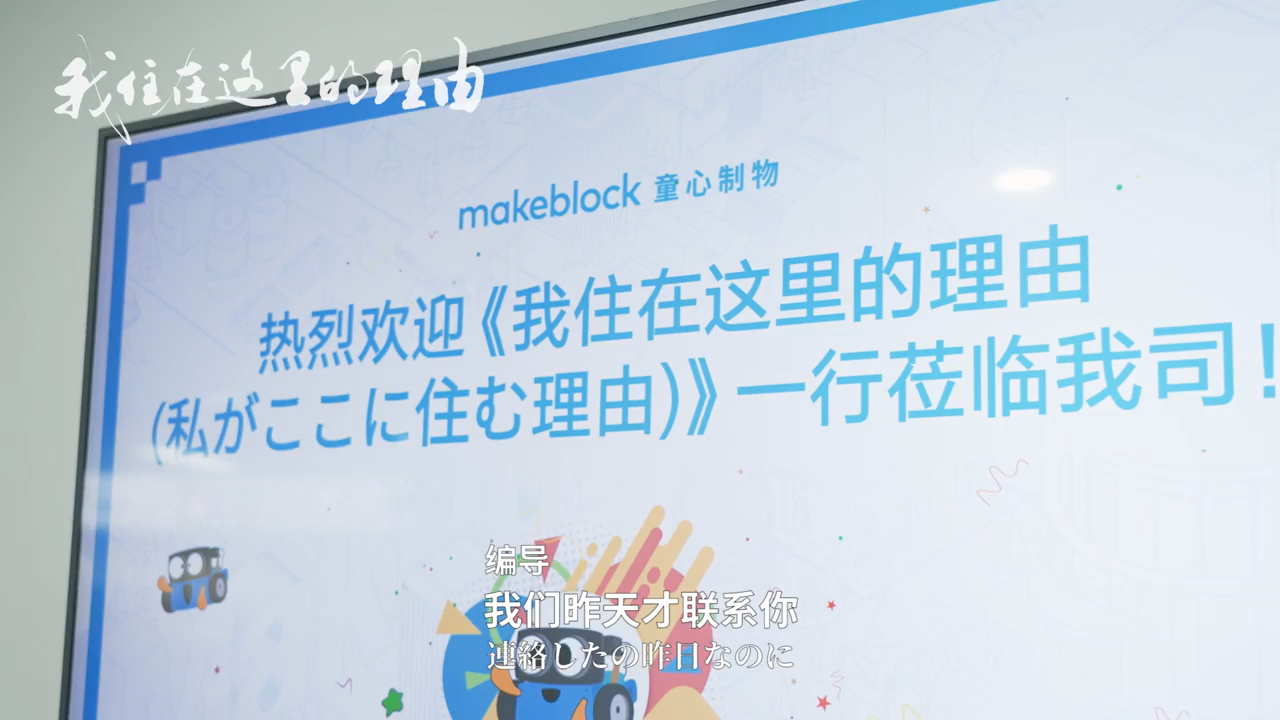 我住在这里的理由
makeblock 童心制物
热烈欢迎《我住在这里的理由
(私がここに住む理由)》一行莅临我司！
编导
我们昨天才联系你
連絡したの昨日なのに